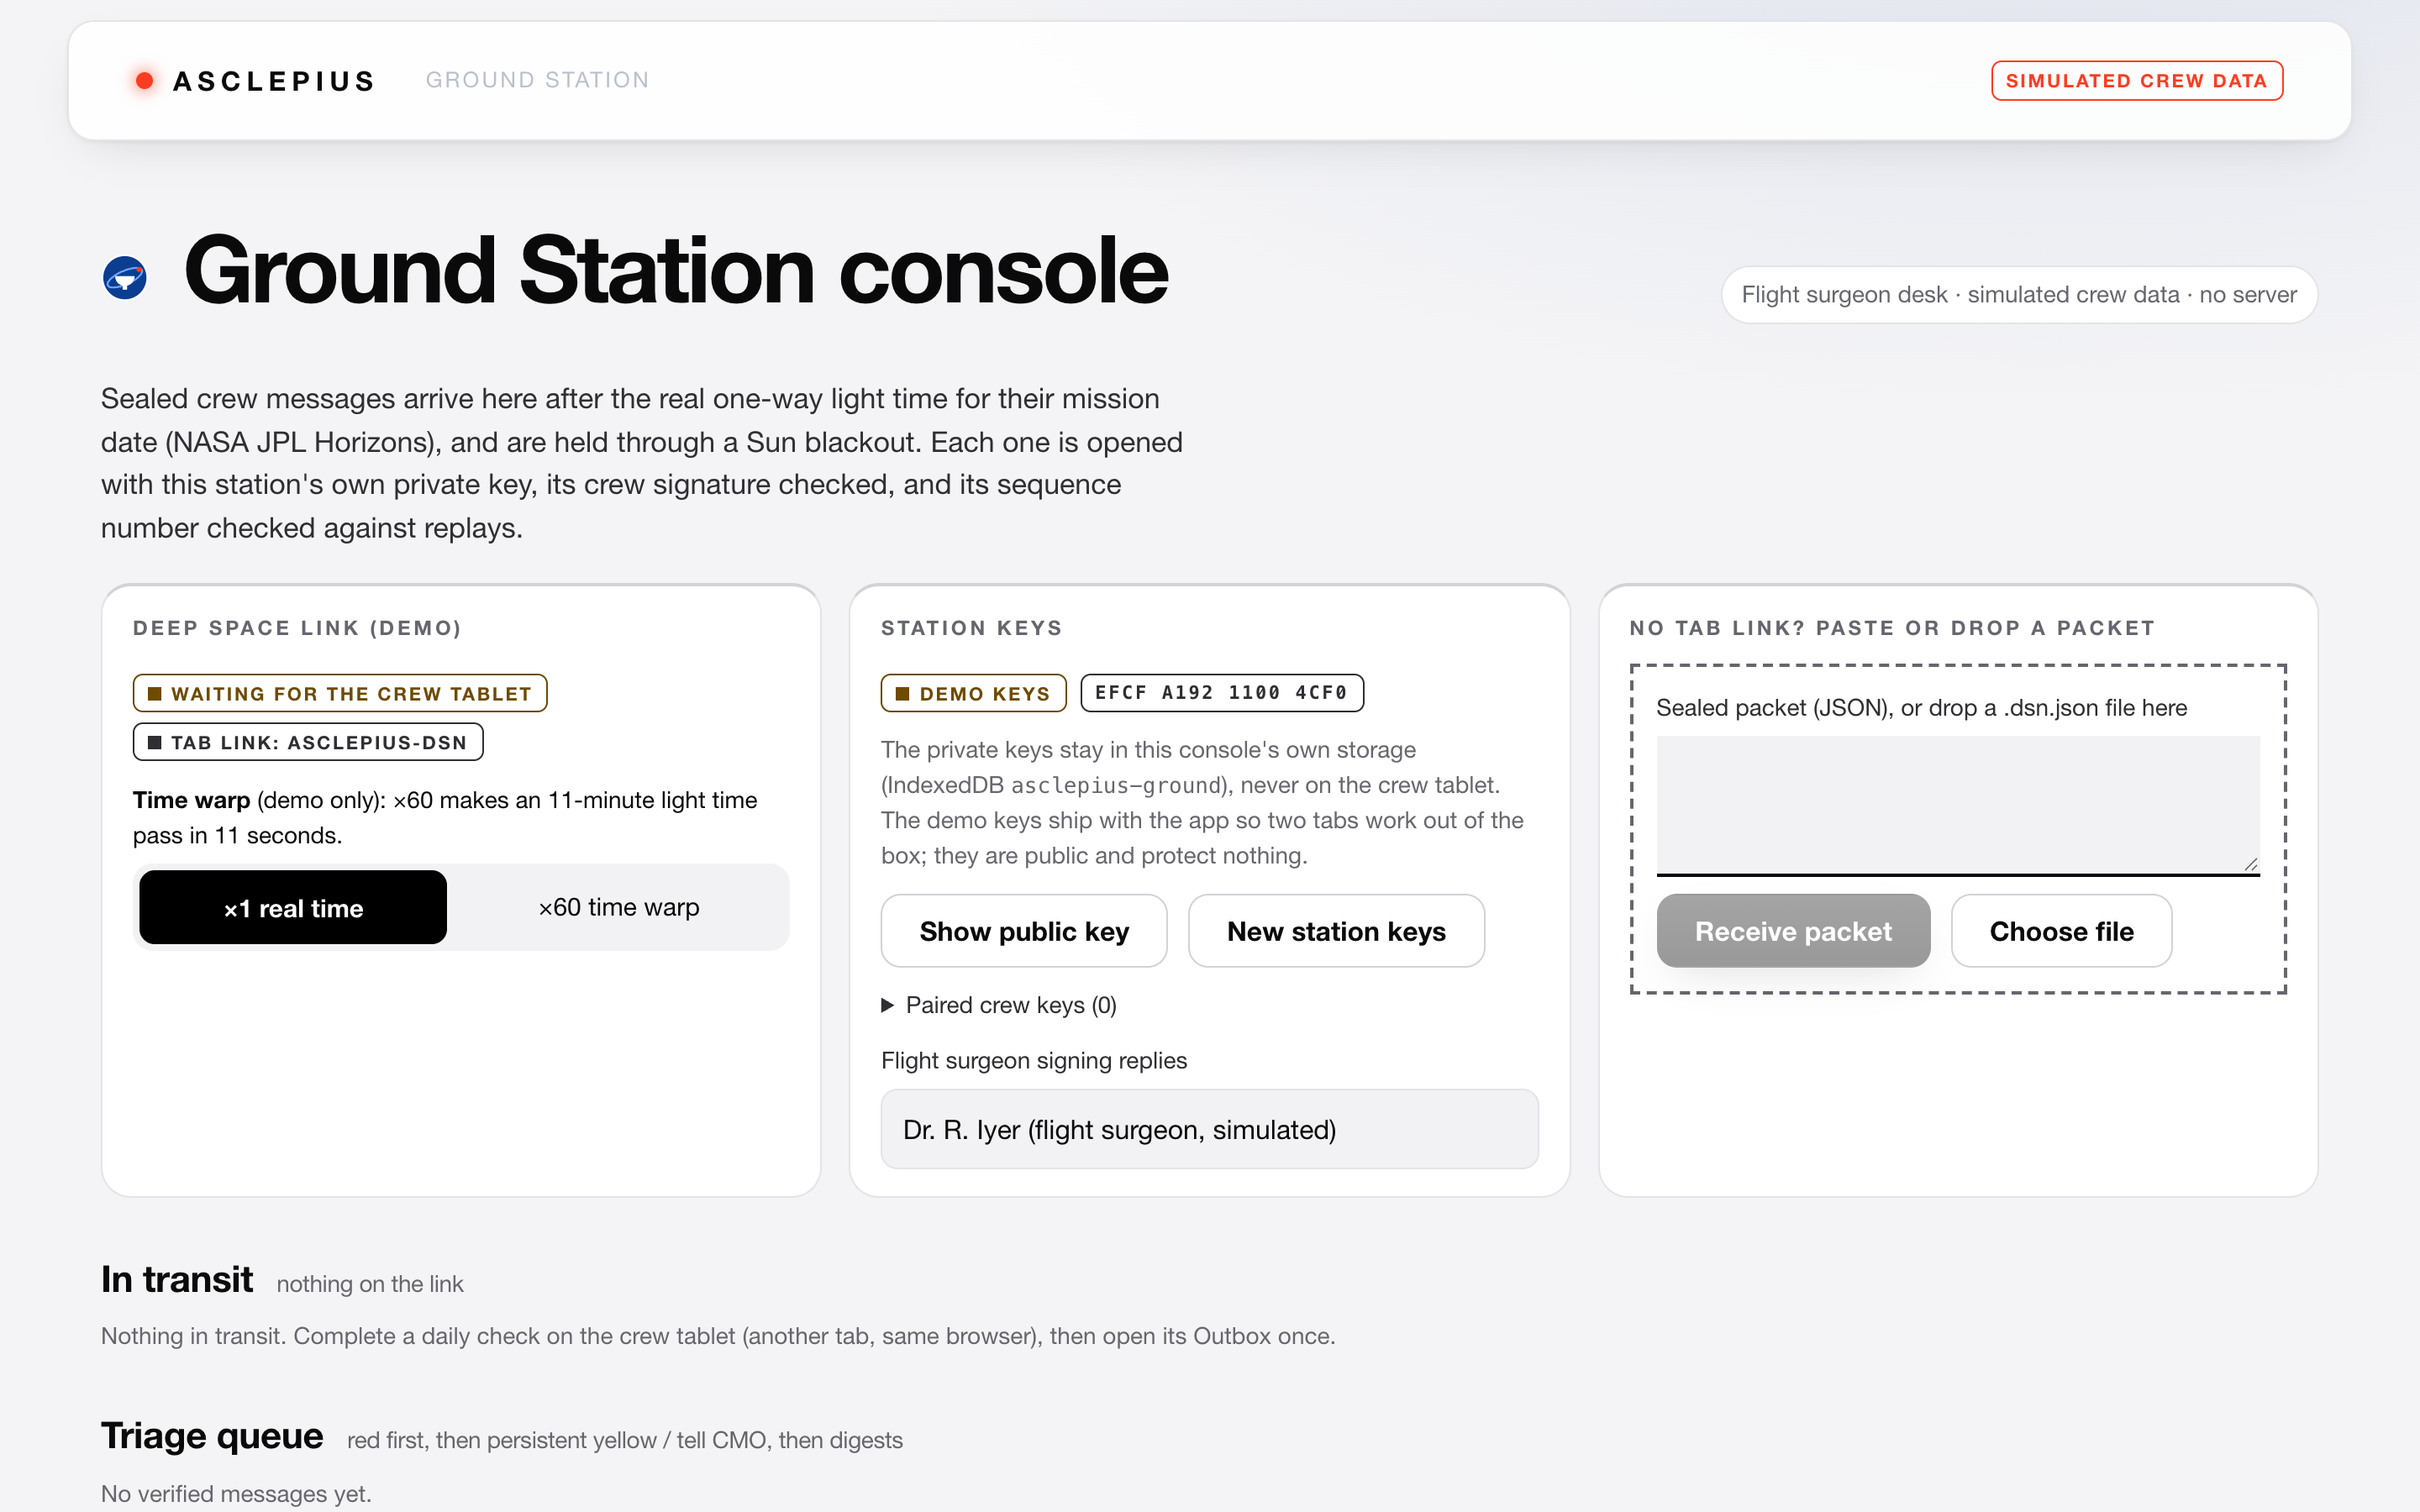 ASCLEPIUS GROUND STATION SIMULATED CREW DATA
Ground Station console
Flight surgeon desk · simulated crew data · no server
Sealed crew messages arrive here after the real one-way light time for their mission
date (NASA JPL Horizons), and are held through a Sun blackout. Each one is opened
with this station's own private key, its crew signature checked, and its sequence
number checked against replays.
DEEP SPACE LINK (DEMO)
WAITING FOR THE CREW TABLET
TAB LINK: ASCLEPIUS-DSN
Time warp (demo only): ×60 makes an 11-minute light time
pass in 11 seconds.
×1 real time ×60 time warp
STATION KEYS
DEMO KEYS EFCF A192 1100 4CF0
The private keys stay in this console's own storage
(IndexedDB asclepius-ground), never on the crew tablet.
The demo keys ship with the app so two tabs work out of the
box; they are public and protect nothing.
Show public key New station keys
Paired crew keys (0)
Flight surgeon signing replies
Dr. R. Iyer (flight surgeon, simulated)
NO TAB LINK? PASTE OR DROP A PACKET
Sealed packet (JSON), or drop a .dsn.json file here
Receive packet Choose file
In transit nothing on the link
Nothing in transit. Complete a daily check on the crew tablet (another tab, same browser), then open its Outbox once.
Triage queue red first, then persistent yellow / tell CMO, then digests
No verified messages yet.